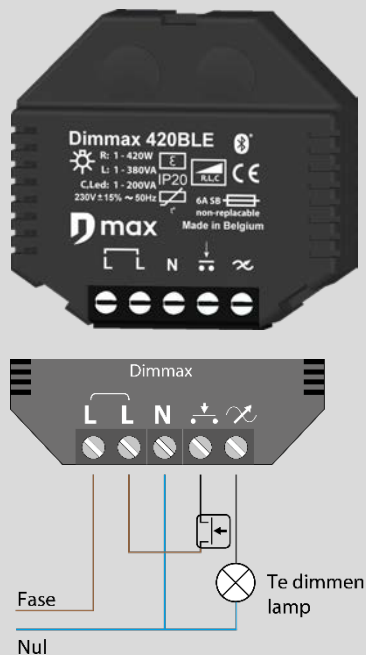 Dimmax 420BLE
R: 1 - 420W
L: 1 - 380VA
C,Led: 1 - 200VA
230V±15% ~ 50Hz
IP20
R,L,C
CE
6A SB
non-replacable
Made in Belgium
Dmax
L L N
Dimmax
L L N
Te dimmen
lamp
Fase
Nul